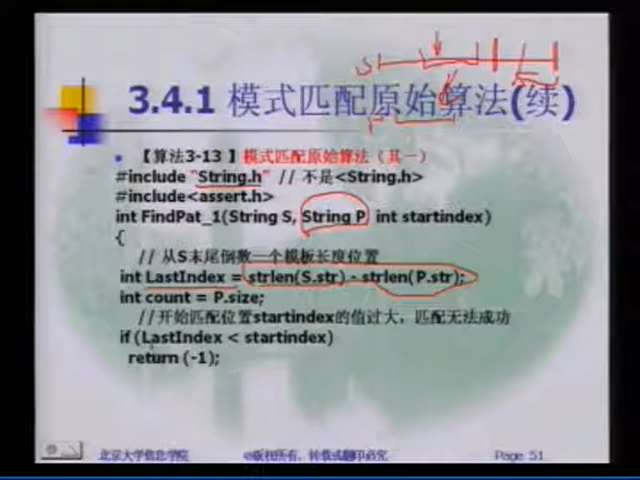 S
P
3.4.1 模式匹配原始算法(续)
【算法3-13 】模式匹配原始算法（其一）
#include "String.h" // 不是<String.h>
#include<assert.h>
int FindPat_1(String S, String P int startindex)
{
// 从S末尾倒数一个模板长度位置
int LastIndex = strlen(S.str) - strlen(P.str);
int count = P.size;
//开始匹配位置startindex的值过大，匹配无法成功
if (LastIndex < startindex)
return (-1);
北京大学信息学院 ©版权所有，转载或翻印必究 Page 51